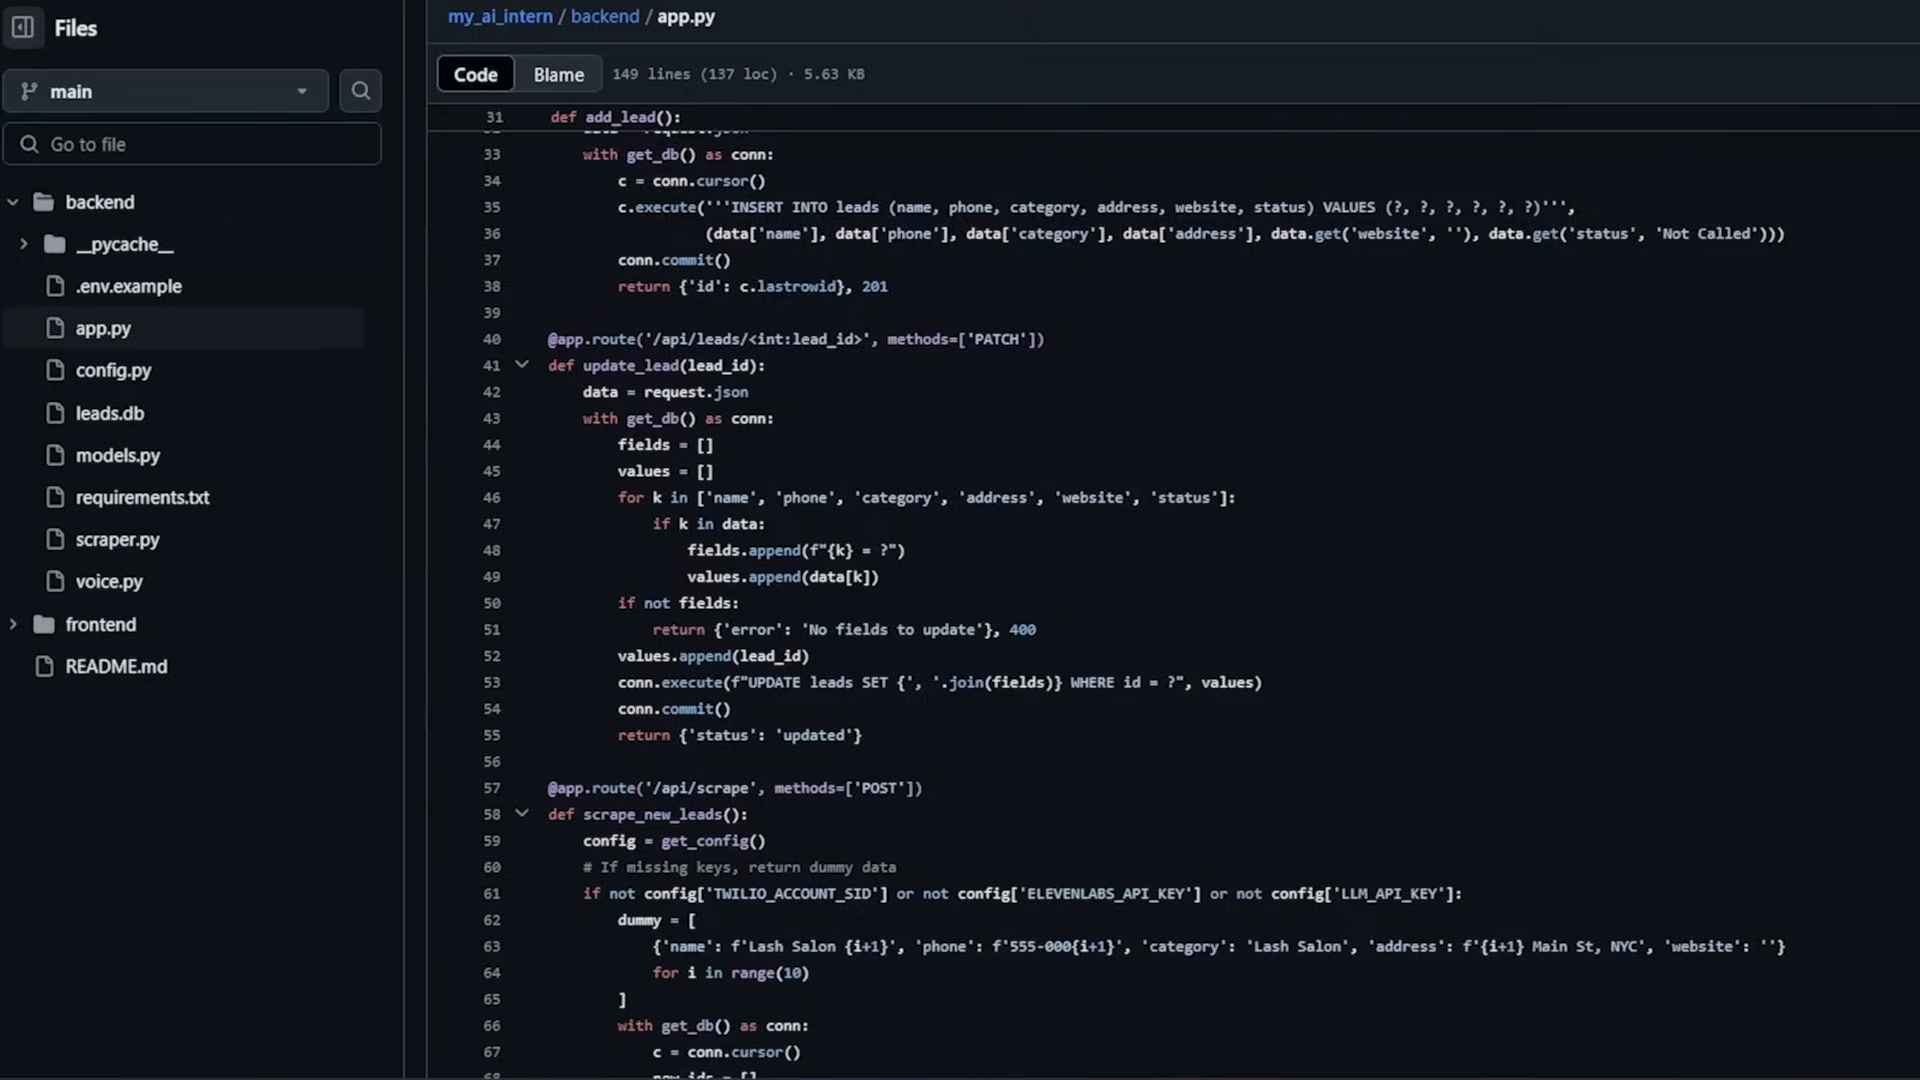 Files
main
Go to file
backend
__pycache__
.env.example
app.py
config.py
leads.db
models.py
requirements.txt
scraper.py
voice.py
frontend
README.md
my_ai_intern / backend / app.py
Code Blame 149 lines (137 loc) · 5.63 KB
31 def add_lead():
33 with get_db() as conn:
34 c = conn.cursor()
35 c.execute('''INSERT INTO leads (name, phone, category, address, website, status) VALUES (?, ?, ?, ?, ?, ?)''',
36 (data['name'], data['phone'], data['category'], data['address'], data.get('website', ''), data.get('status', 'Not Called')))
37 conn.commit()
38 return {'id': c.lastrowid}, 201
39
40 @app.route('/api/leads/<int:lead_id>', methods=['PATCH'])
41 def update_lead(lead_id):
42 data = request.json
43 with get_db() as conn:
44 fields = []
45 values = []
46 for k in ['name', 'phone', 'category', 'address', 'website', 'status']:
47 if k in data:
48 fields.append(f"{k} = ?")
49 values.append(data[k])
50 if not fields:
51 return {'error': 'No fields to update'}, 400
52 values.append(lead_id)
53 conn.execute(f"UPDATE leads SET {', '.join(fields)} WHERE id = ?", values)
54 conn.commit()
55 return {'status': 'updated'}
56
57 @app.route('/api/scrape', methods=['POST'])
58 def scrape_new_leads():
59 config = get_config()
60 # If missing keys, return dummy data
61 if not config['TWILIO_ACCOUNT_SID'] or not config['ELEVENLABS_API_KEY'] or not config['LLM_API_KEY']:
62 dummy = [
63 {'name': f'Lash Salon {i+1}', 'phone': f'555-000{i+1}', 'category': 'Lash Salon', 'address': f'{i+1} Main St, NYC', 'website': ''}
64 for i in range(10)
65 ]
66 with get_db() as conn:
67 c = conn.cursor()